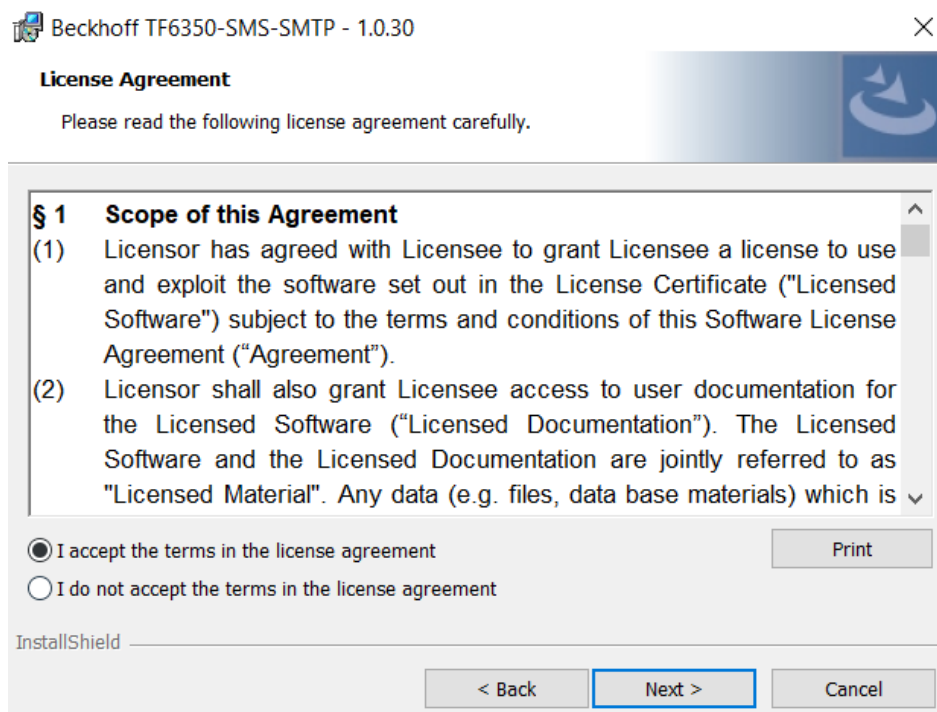 Beckhoff TF6350-SMS-SMTP - 1.0.30
License Agreement
Please read the following license agreement carefully.
§ 1 Scope of this Agreement
(1) Licensor has agreed with Licensee to grant Licensee a license to use
and exploit the software set out in the License Certificate ("Licensed
Software") subject to the terms and conditions of this Software License
Agreement (“Agreement”).
(2) Licensor shall also grant Licensee access to user documentation for
the Licensed Software (“Licensed Documentation”). The Licensed
Software and the Licensed Documentation are jointly referred to as
"Licensed Material". Any data (e.g. files, data base materials) which is
I accept the terms in the license agreement
Print
I do not accept the terms in the license agreement
InstallShield
< Back
Next >
Cancel